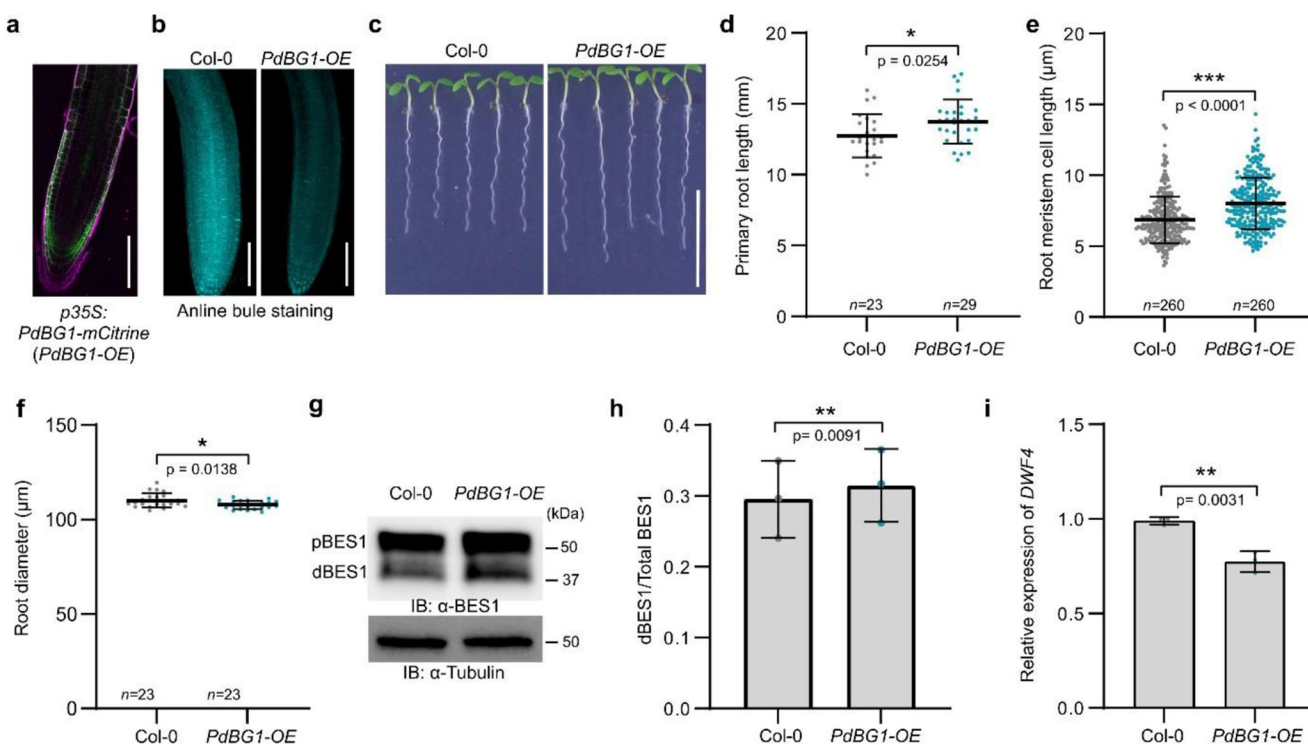 a
p35S:
PdBG1-mCitrine
(PdBG1-OE)
b
Col-0 PdBG1-OE
Anline bule staining
c
Col-0 PdBG1-OE
d
Primary root length (mm)
20
15
10
5
0
*
p = 0.0254
n=23 n=29
Col-0 PdBG1-OE
e
Root meristem cell length (μm)
20
15
10
5
0
***
p < 0.0001
n=260 n=260
Col-0 PdBG1-OE
f
Root diameter (μm)
150
100
50
0
*
p = 0.0138
n=23 n=23
Col-0 PdBG1-OE
g
Col-0 PdBG1-OE
(kDa)
pBES1
50
dBES1
37
IB: α-BES1
50
IB: α-Tubulin
h
dBES1/Total BES1
0.4
0.3
0.2
0.1
0.0
**
p= 0.0091
Col-0 PdBG1-OE
i
Relative expression of DWF4
1.5
1.0
0.5
0.0
**
p= 0.0031
Col-0 PdBG1-OE